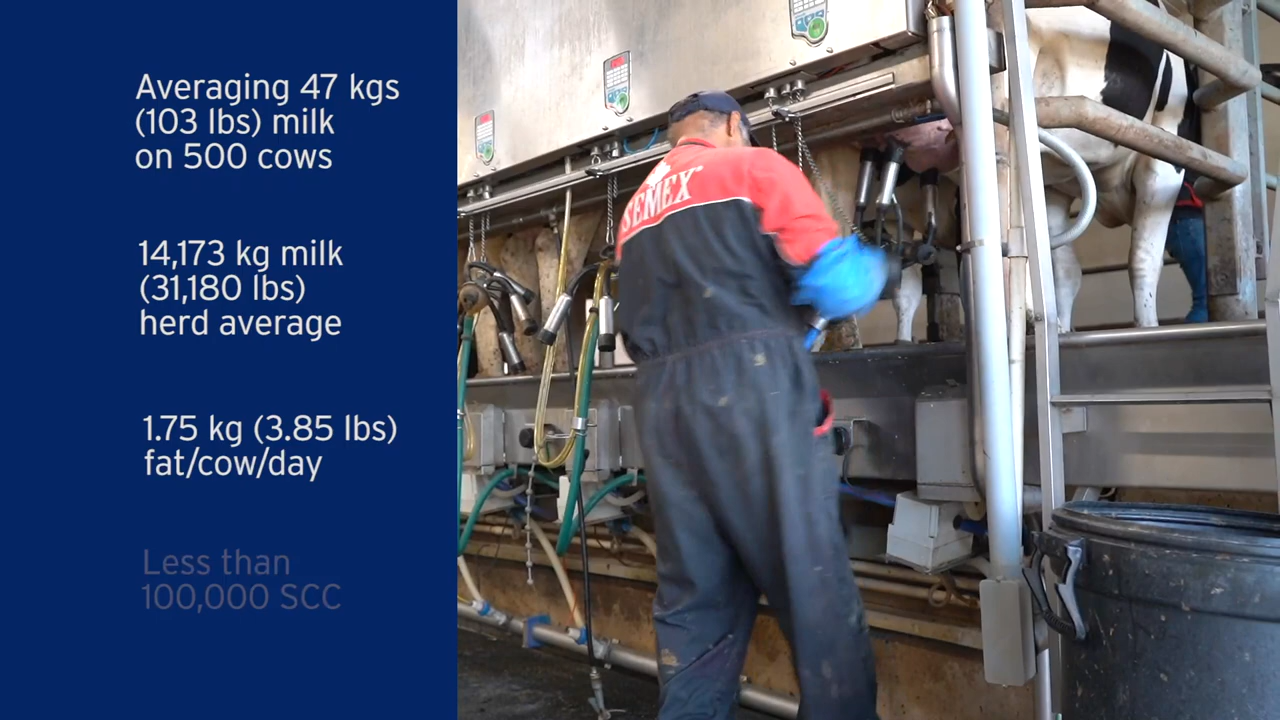 Averaging 47 kgs
(103 lbs) milk
on 500 cows
14,173 kg milk
(31,180 lbs)
herd average
1.75 kg (3.85 lbs)
fat/cow/day
Less than
100,000 SCC
SEMEX